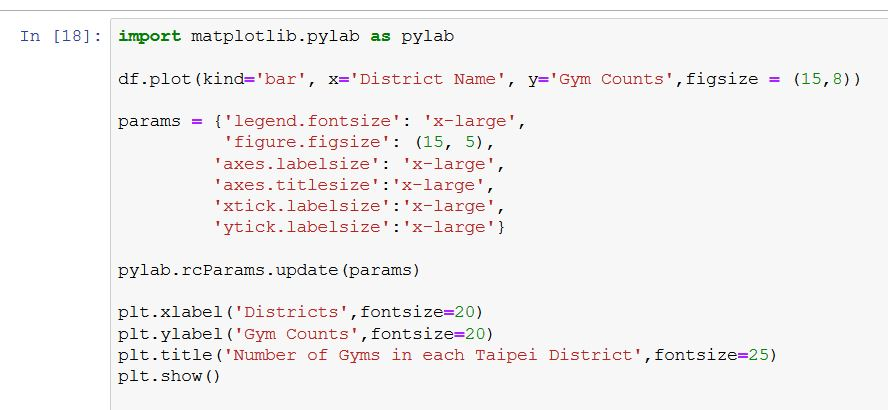 In [18]: import matplotlib.pylab as pylab
df.plot(kind='bar', x='District Name', y='Gym Counts',figsize = (15,8))
params = {'legend.fontsize': 'x-large',
'figure.figsize': (15, 5),
'axes.labelsize': 'x-large',
'axes.titlesize':'x-large',
'xtick.labelsize':'x-large',
'ytick.labelsize':'x-large'}
pylab.rcParams.update(params)
plt.xlabel('Districts',fontsize=20)
plt.ylabel('Gym Counts',fontsize=20)
plt.title('Number of Gyms in each Taipei District',fontsize=25)
plt.show()